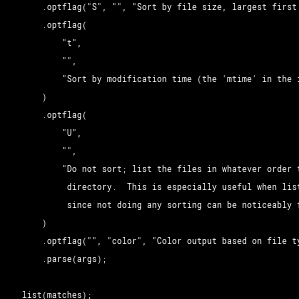 .optflag("S", "", "Sort by file size, largest first
.optflag(
"t",
"",
"Sort by modification time (the `mtime` in the
)
.optflag(
"U",
"",
"Do not sort; list the files in whatever order
directory.  This is especially useful when list
since not doing any sorting can be noticeably
)
.optflag("", "color", "Color output based on file ty
.parse(args);
list(matches);